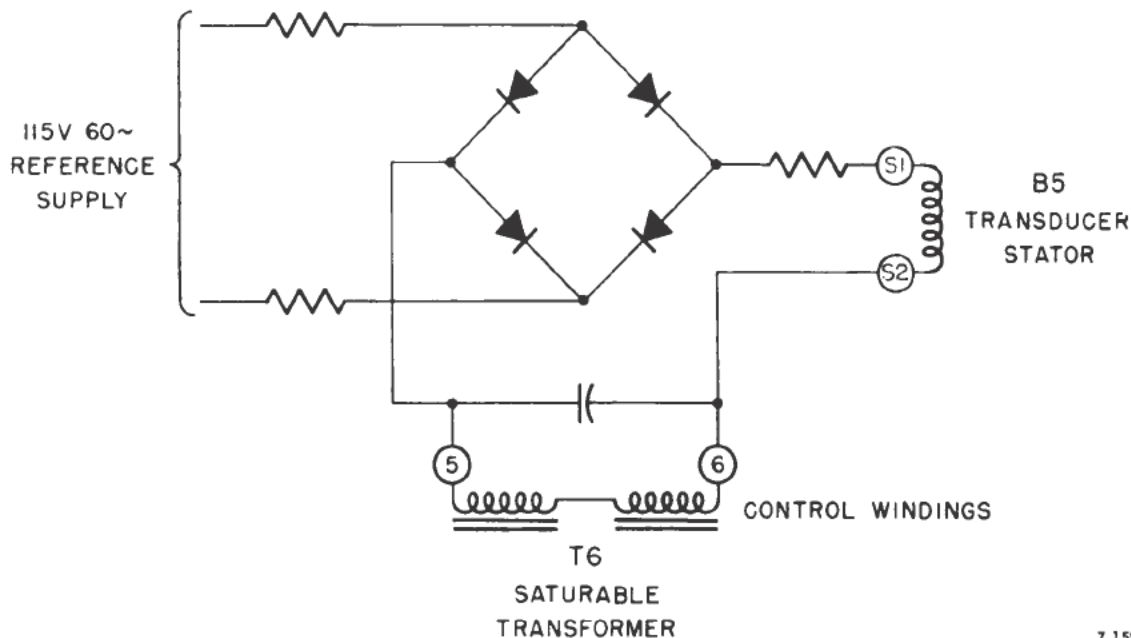 115V 60~
REFERENCE
SUPPLY
S1
S2
B5
TRANSDUCER
STATOR
5
6
CONTROL WINDINGS
T6
SATURABLE
TRANSFORMER